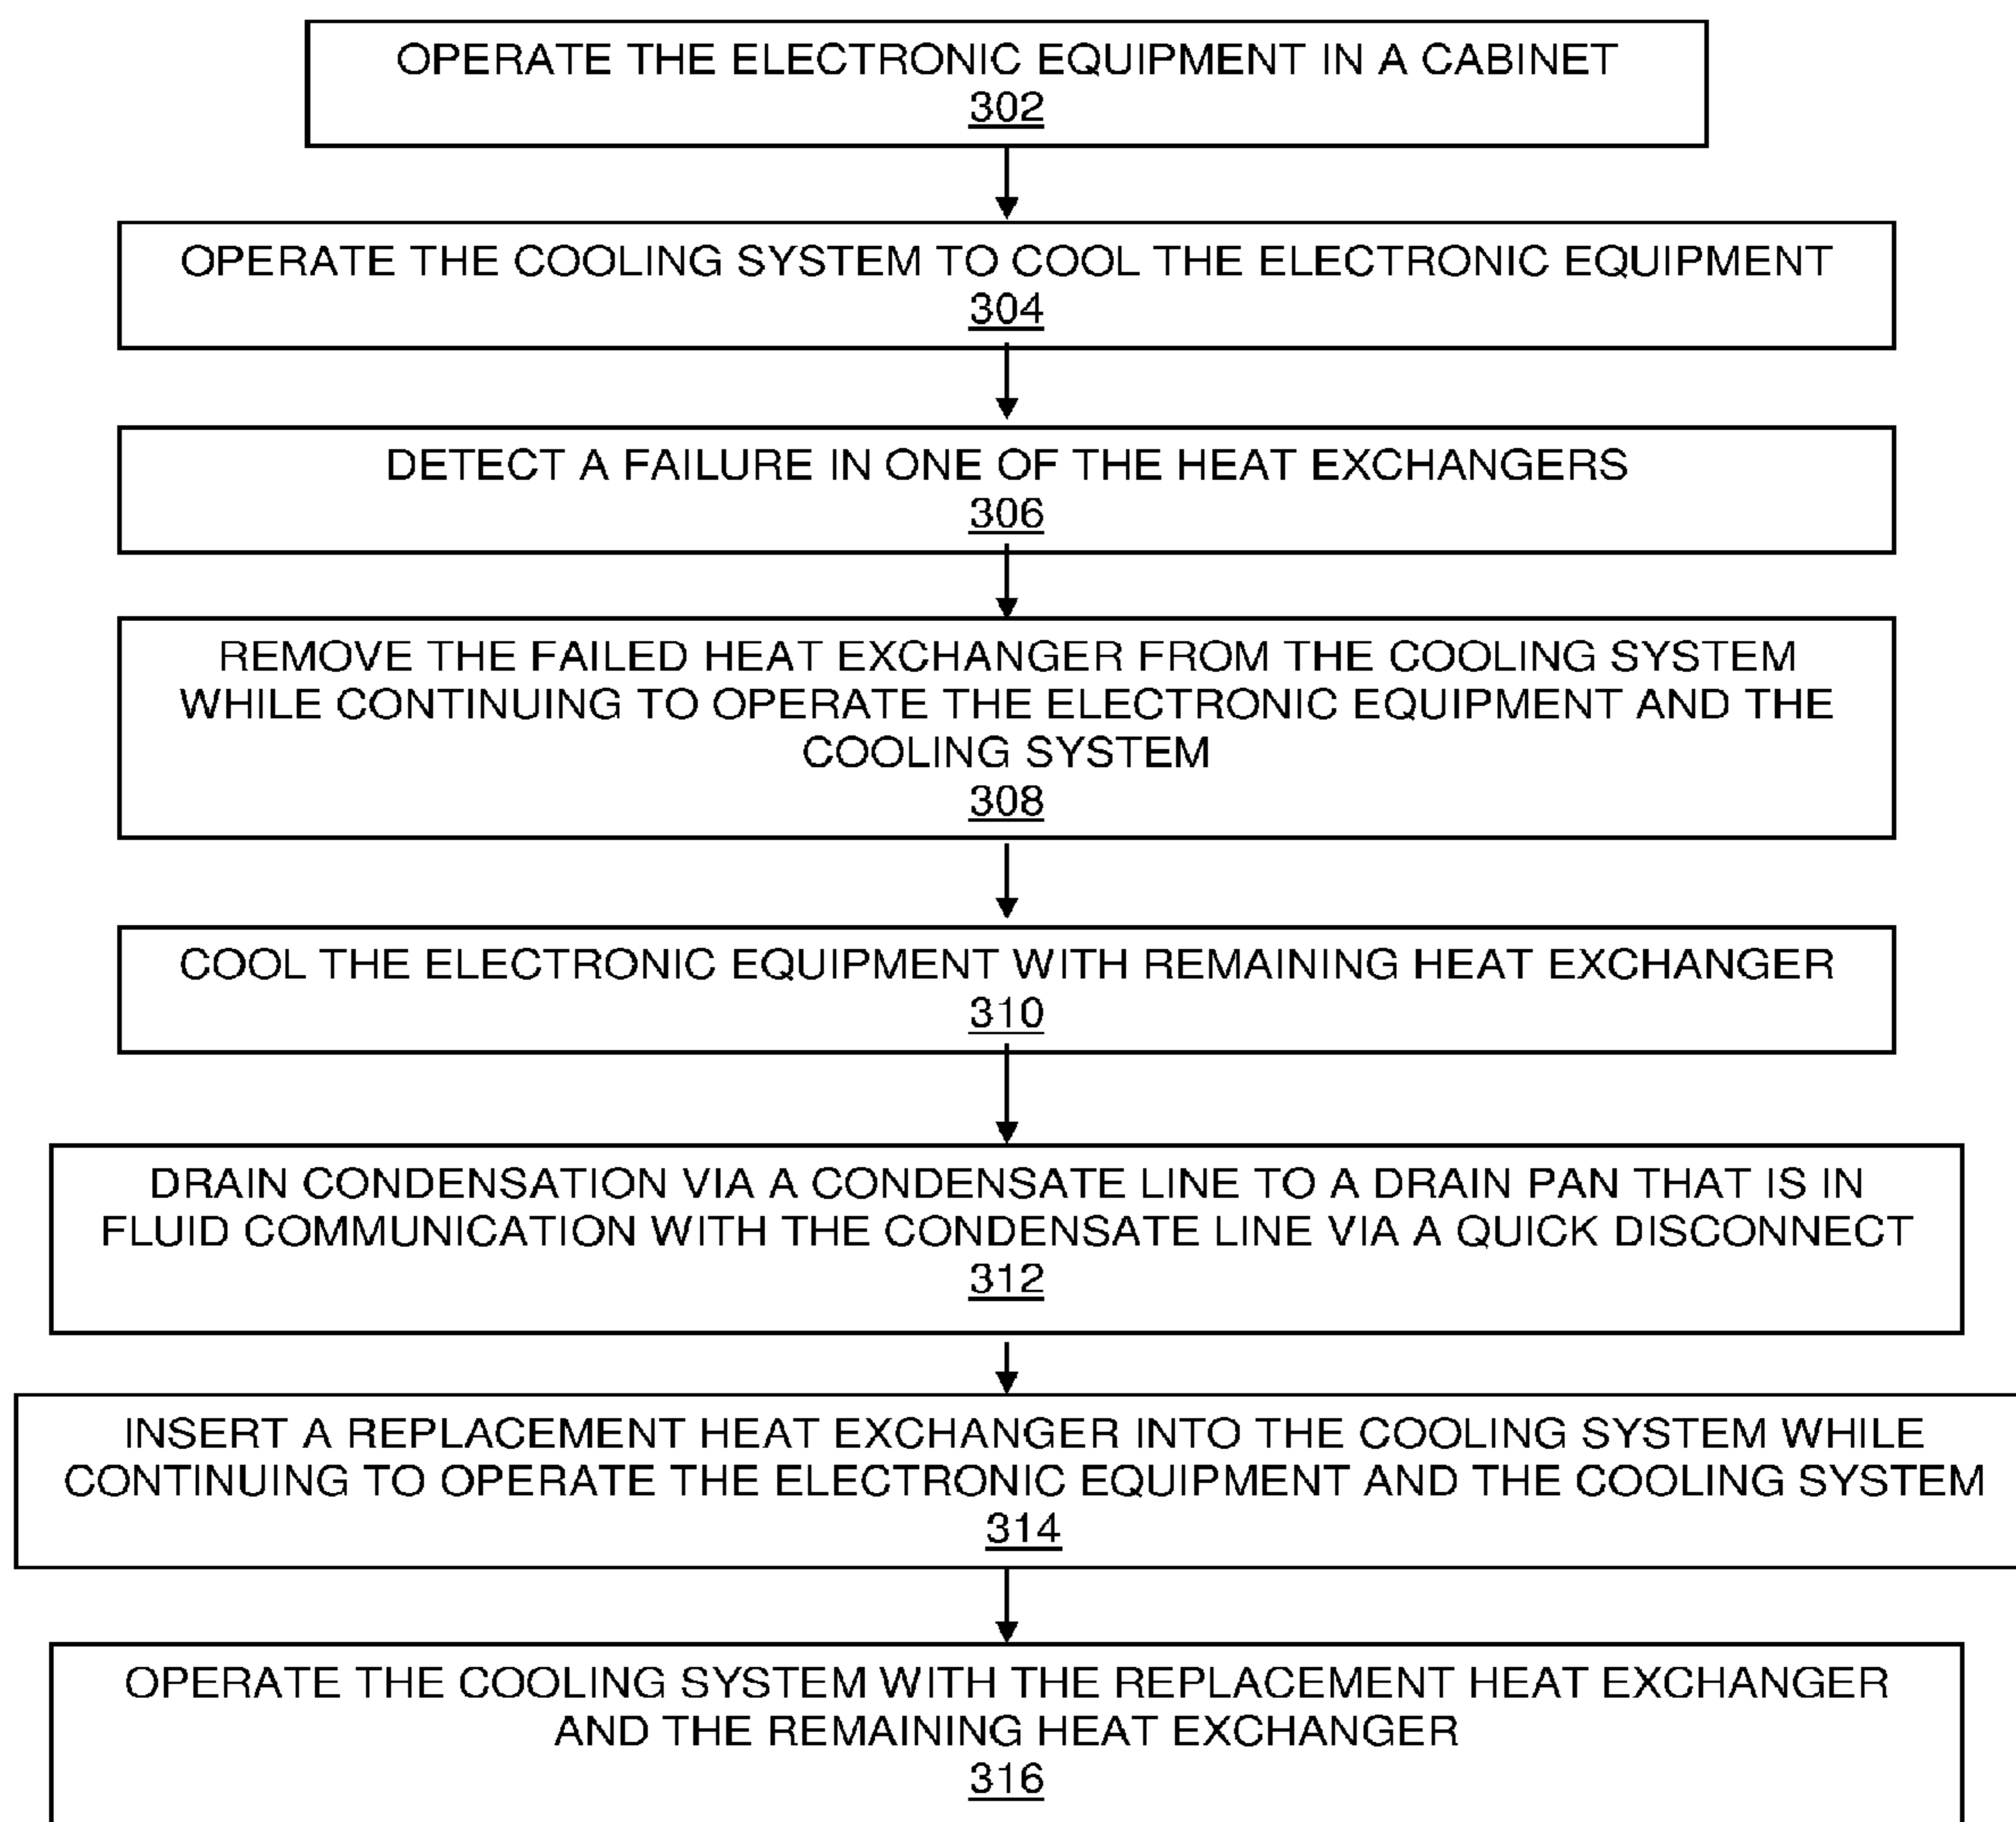 OPERATE THE ELECTRONIC EQUIPMENT IN A CABINET
302
OPERATE THE COOLING SYSTEM TO COOL THE ELECTRONIC EQUIPMENT
304
DETECT A FAILURE IN ONE OF THE HEAT EXCHANGERS
306
REMOVE THE FAILED HEAT EXCHANGER FROM THE COOLING SYSTEM
WHILE CONTINUING TO OPERATE THE ELECTRONIC EQUIPMENT AND THE
COOLING SYSTEM
308
COOL THE ELECTRONIC EQUIPMENT WITH REMAINING HEAT EXCHANGER
310
DRAIN CONDENSATION VIA A CONDENSATE LINE TO A DRAIN PAN THAT IS IN
FLUID COMMUNICATION WITH THE CONDENSATE LINE VIA A QUICK DISCONNECT
312
INSERT A REPLACEMENT HEAT EXCHANGER INTO THE COOLING SYSTEM WHILE
CONTINUING TO OPERATE THE ELECTRONIC EQUIPMENT AND THE COOLING SYSTEM
314
OPERATE THE COOLING SYSTEM WITH THE REPLACEMENT HEAT EXCHANGER
AND THE REMAINING HEAT EXCHANGER
316